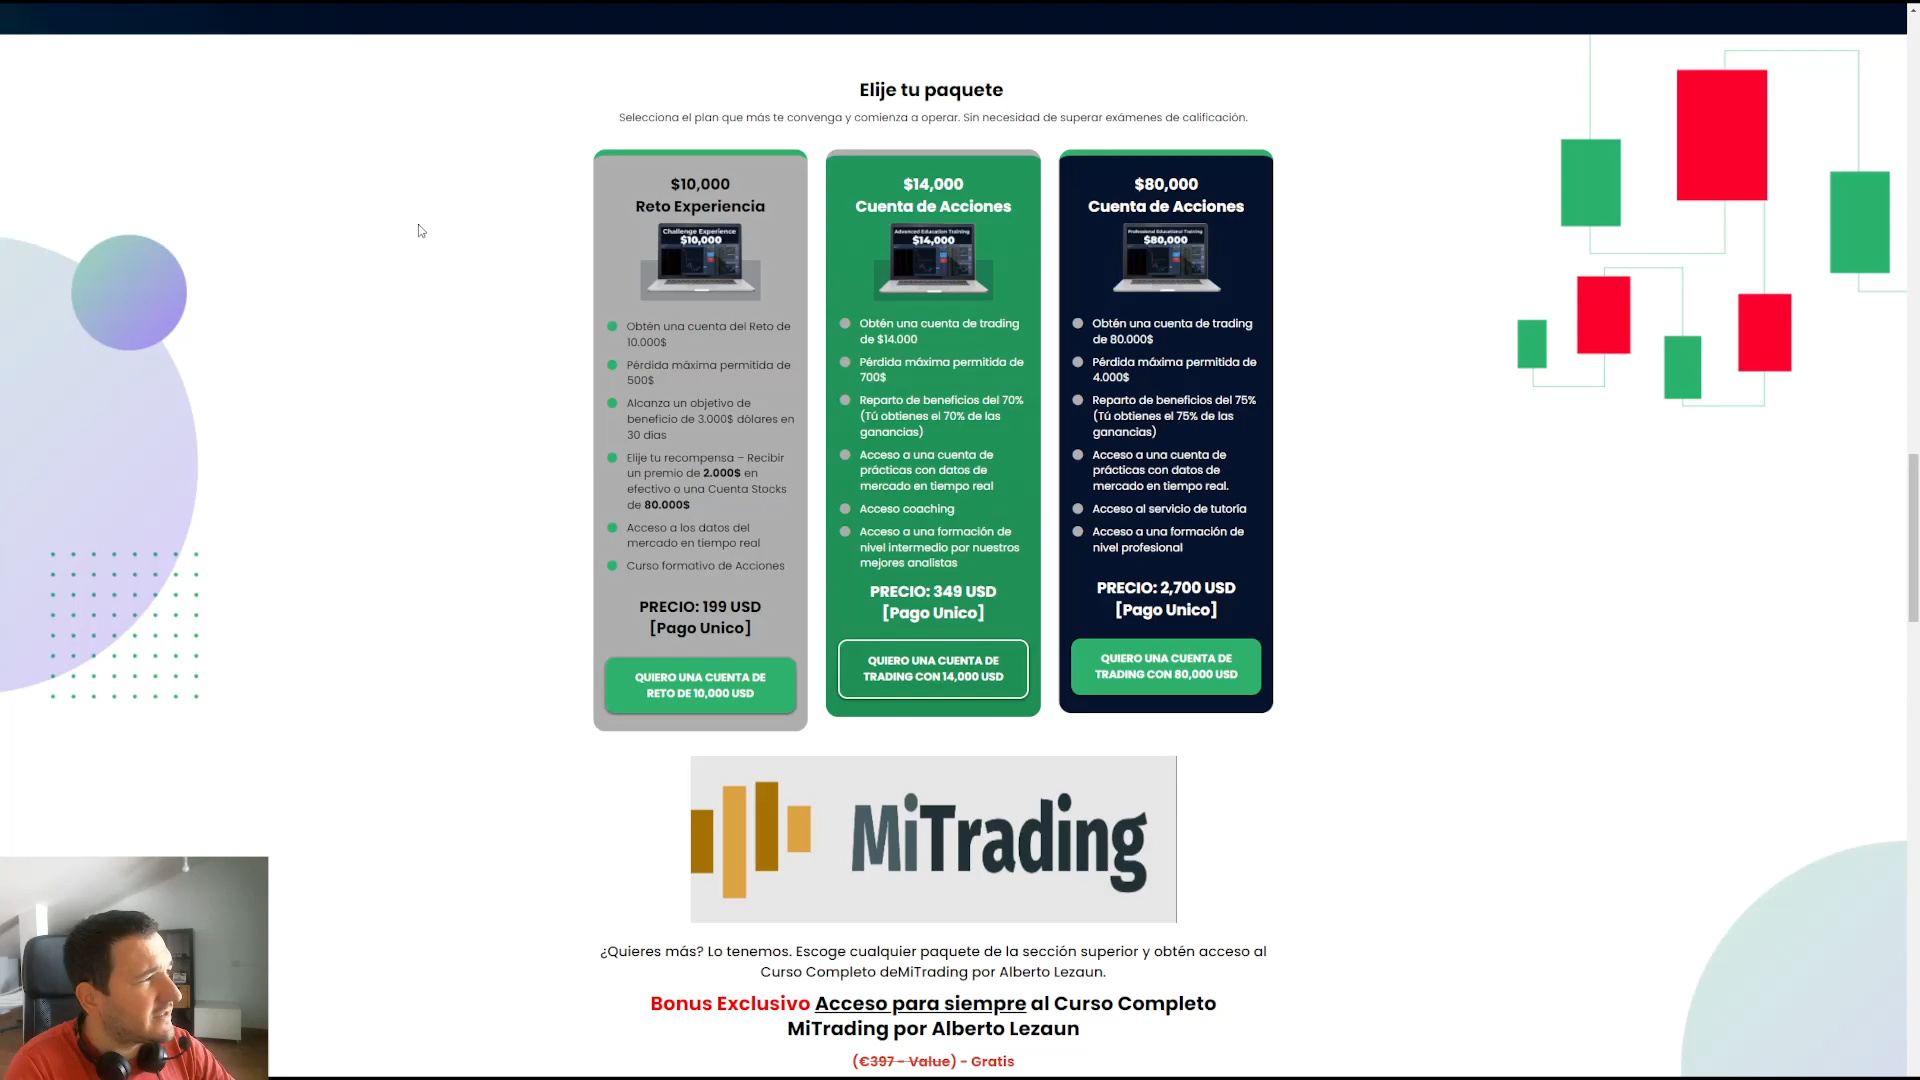 Elije tu paquete
Selecciona el plan que más te convenga y comienza a operar. Sin necesidad de superar exámenes de calificación.
$10,000
Reto Experiencia
Challenge Experience
$10,000
Obtén una cuenta del Reto de
10.000$
Pérdida máxima permitida de
500$
Alcanza un objetivo de
beneficio de 3.000$ dólares en
30 días
Elije tu recompensa – Recibir
un premio de 2.000$ en
efectivo o una Cuenta Stocks
de 80.000$
Acceso a los datos del
mercado en tiempo real
Curso formativo de Acciones
PRECIO: 199 USD
[Pago Unico]
QUIERO UNA CUENTA DE
RETO DE 10,000 USD
$14,000
Cuenta de Acciones
Advanced Education Training
$14,000
Obtén una cuenta de trading
de $14.000
Pérdida máxima permitida de
700$
Reparto de beneficios del 70%
(Tú obtienes el 70% de las
ganancias)
Acceso a una cuenta de
prácticas con datos de
mercado en tiempo real
Acceso coaching
Acceso a una formación de
nivel intermedio por nuestros
mejores analistas
PRECIO: 349 USD
[Pago Unico]
QUIERO UNA CUENTA DE
TRADING CON 14,000 USD
$80,000
Cuenta de Acciones
Professional Educational Training
$80,000
Obtén una cuenta de trading
de 80.000$
Pérdida máxima permitida de
4.000$
Reparto de beneficios del 75%
(Tú obtienes el 75% de las
ganancias)
Acceso a una cuenta de
prácticas con datos de
mercado en tiempo real.
Acceso al servicio de tutoría
Acceso a una formación de
nivel profesional
PRECIO: 2,700 USD
[Pago Unico]
QUIERO UNA CUENTA DE
TRADING CON 80,000 USD
MiTrading
¿Quieres más? Lo tenemos. Escoge cualquier paquete de la sección superior y obtén acceso al
Curso Completo deMiTrading por Alberto Lezaun.
Bonus Exclusivo Acceso para siempre al Curso Completo
MiTrading por Alberto Lezaun
(€397 - Value) - Gratis